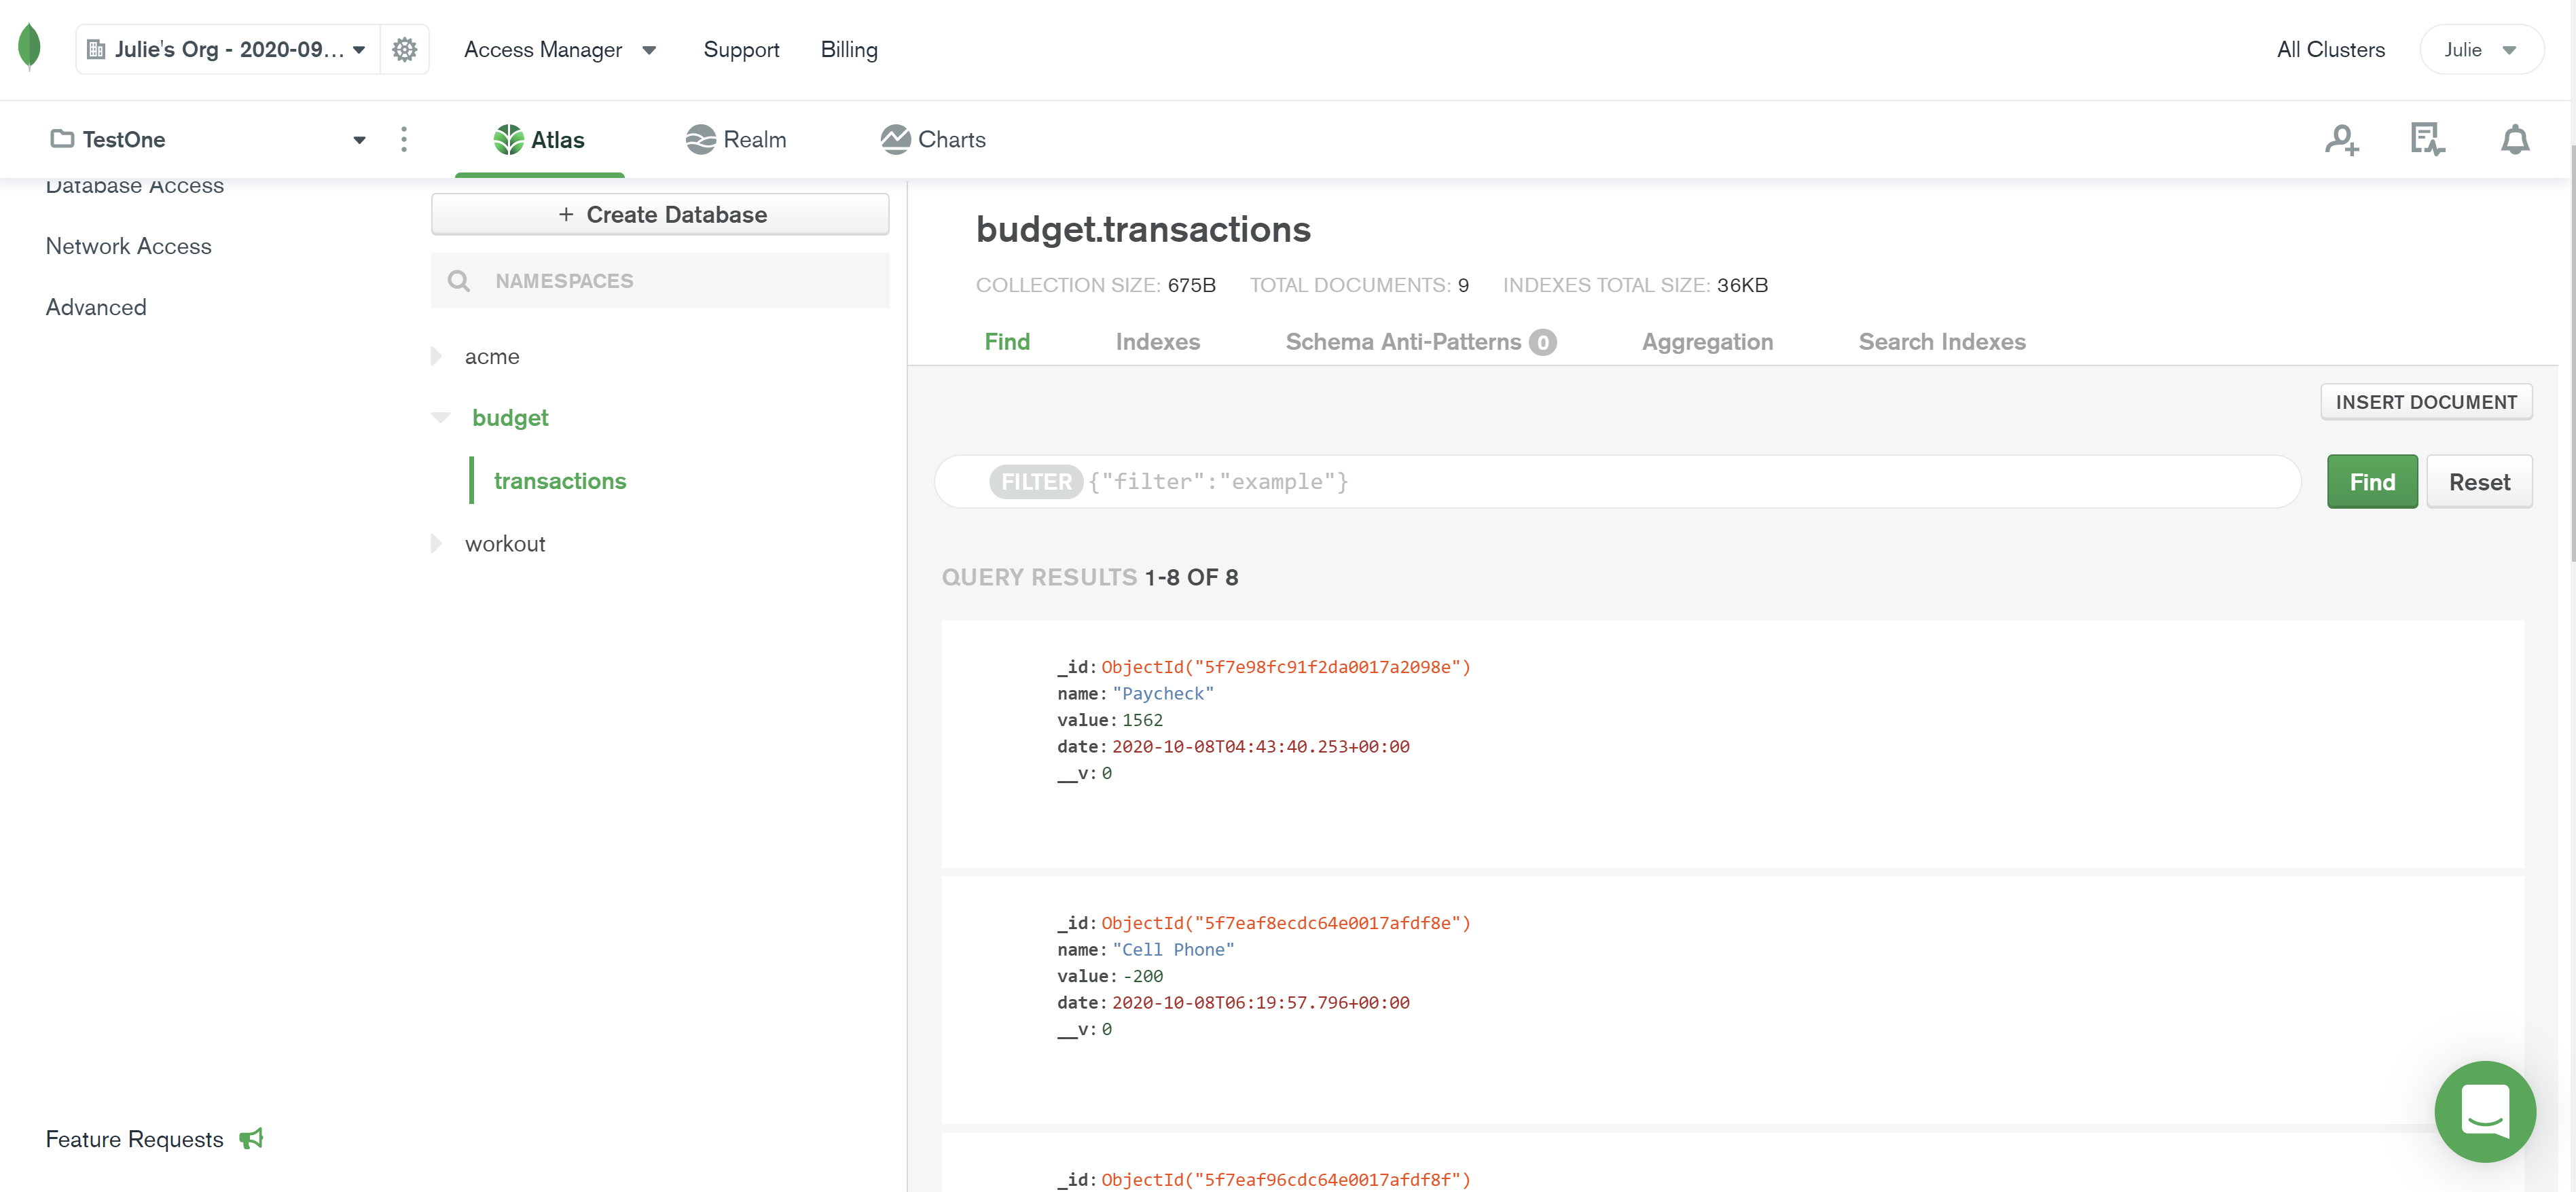 Julie's Org - 2020-09...
Access Manager
Support
Billing
All Clusters
Julie
TestOne
Atlas
Realm
Charts
Database Access
Network Access
Advanced
Feature Requests
+ Create Database
NAMESPACES
acme
budget
transactions
workout
budget.transactions
COLLECTION SIZE: 675B TOTAL DOCUMENTS: 9 INDEXES TOTAL SIZE: 36KB
Find Indexes Schema Anti-Patterns 0 Aggregation Search Indexes
INSERT DOCUMENT
FILTER {"filter":"example"}
Find
Reset
QUERY RESULTS 1-8 OF 8
_id: ObjectId("5f7e98fc91f2da0017a2098e")
name: "Paycheck"
value: 1562
date: 2020-10-08T04:43:40.253+00:00
__v: 0
_id: ObjectId("5f7eaf8ecdc64e0017afdf8e")
name: "Cell Phone"
value: -200
date: 2020-10-08T06:19:57.796+00:00
__v: 0
_id: ObjectId("5f7eaf96cdc64e0017afdf8f")